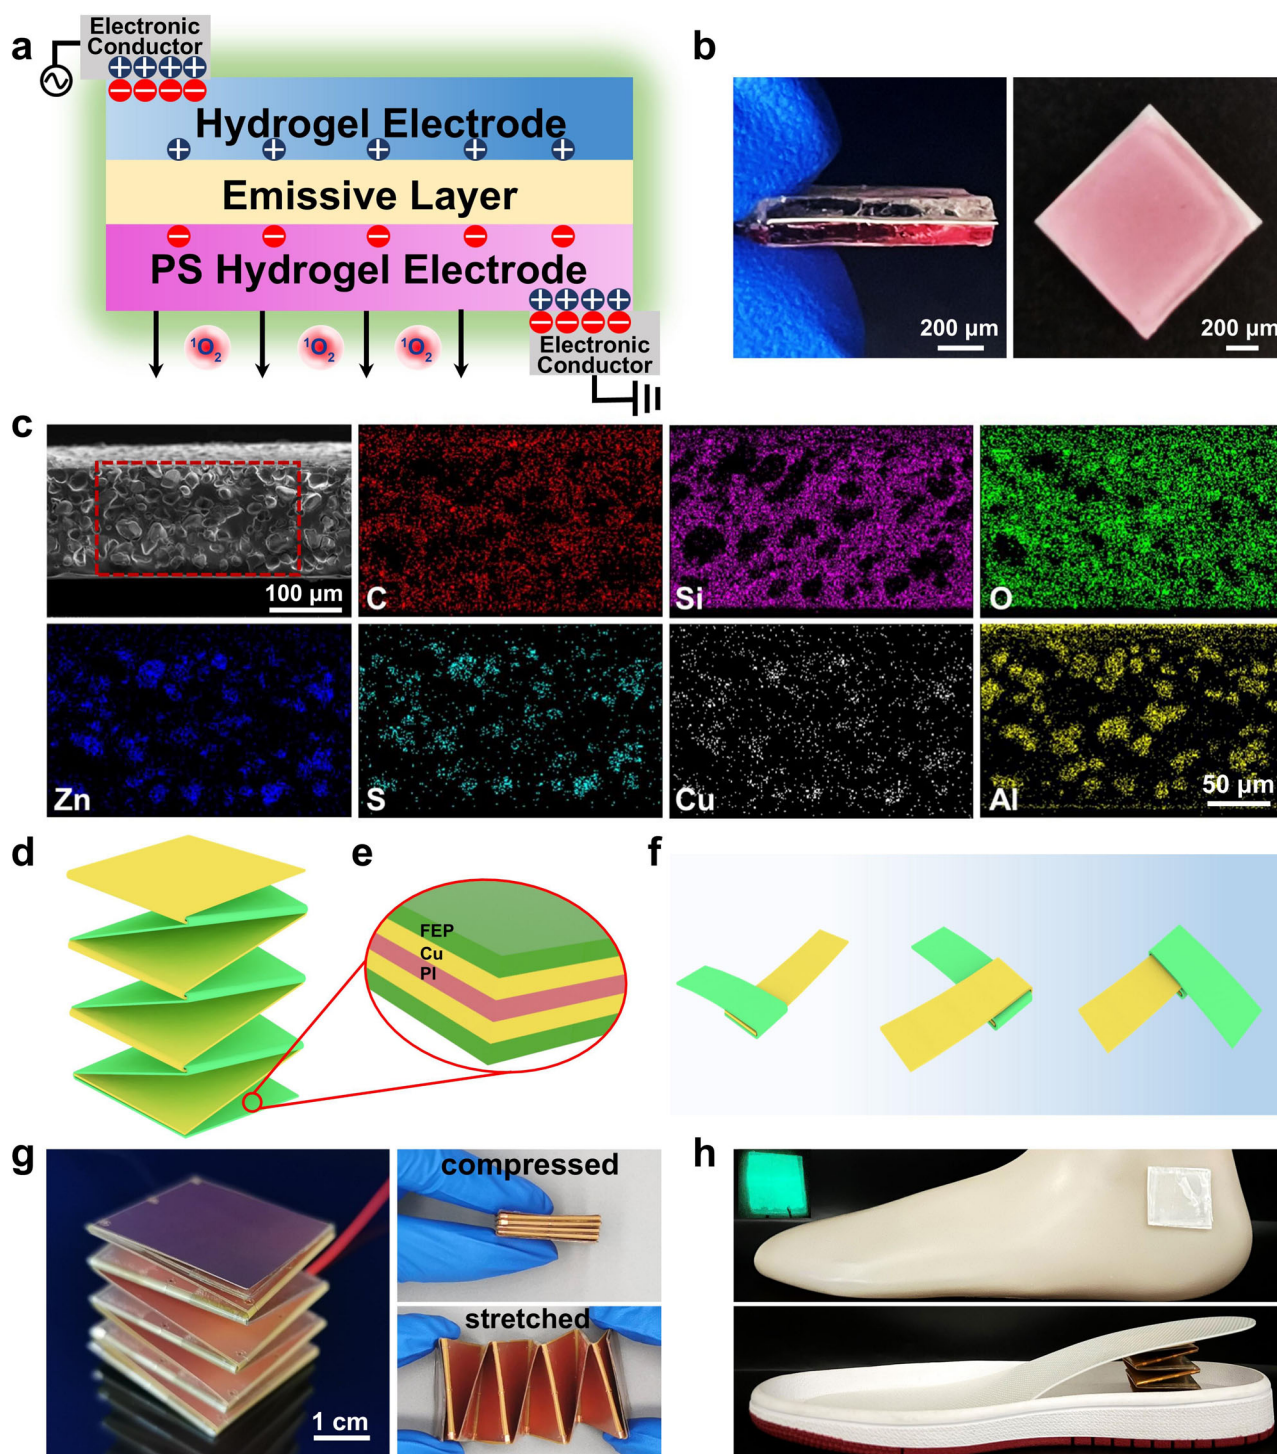 a
Electronic
Conductor
Hydrogel Electrode
Emissive Layer
PS Hydrogel Electrode
¹O₂
¹O₂
¹O₂
Electronic
Conductor
b
200 μm
200 μm
c
100 μm
C
Si
O
Zn
S
Cu
Al
50 μm
d
e
FEP
Cu
PI
f
g
1 cm
compressed
stretched
h